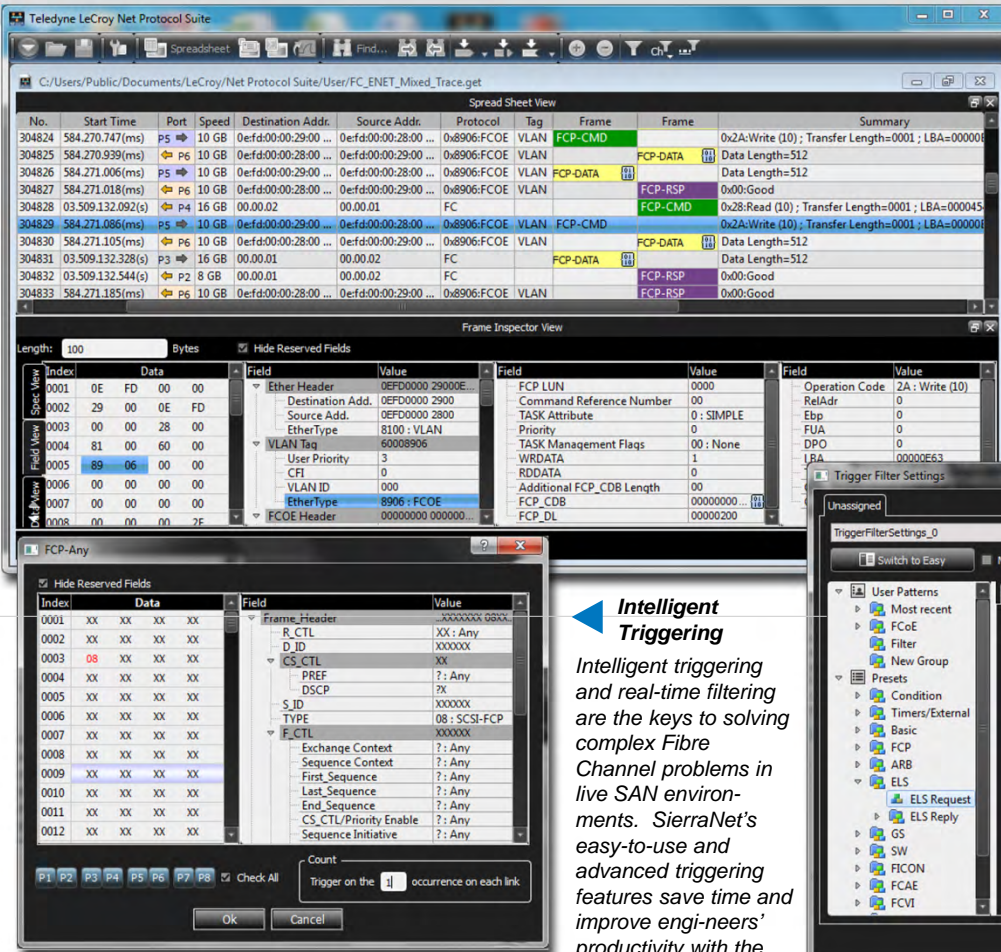 Teledyne LeCroy Net Protocol Suite
Spreadsheet Find...
C:/Users/Public/Documents/LeCroy/Net Protocol Suite/User/FC_ENET_Mixed_Trace.get
Spread Sheet View
No. Start Time Port Speed Destination Addr. Source Addr. Protocol Tag Frame Frame Summary
304824 584.270.747(ms) P5 10 GB 0e:fd:00:00:29:00 ... 0e:fd:00:00:28:00 ... 0x8906:FCOE VLAN FCP-CMD 0x2A:Write (10) ; Transfer Length=0001 ; LBA=00000
304825 584.270.939(ms) P6 10 GB 0e:fd:00:00:28:00 ... 0e:fd:00:00:29:00 ... 0x8906:FCOE VLAN FCP-DATA Data Length=512
304826 584.271.006(ms) P5 10 GB 0e:fd:00:00:29:00 ... 0e:fd:00:00:28:00 ... 0x8906:FCOE VLAN FCP-DATA Data Length=512
304827 584.271.018(ms) P6 10 GB 0e:fd:00:00:28:00 ... 0e:fd:00:00:29:00 ... 0x8906:FCOE VLAN FCP-RSP 0x00:Good
304828 03.509.132.092(s) P4 16 GB 00.00.02 00.00.01 FC FCP-CMD 0x28:Read (10) ; Transfer Length=0001 ; LBA=000045
304829 584.271.086(ms) P5 10 GB 0e:fd:00:00:29:00 ... 0e:fd:00:00:28:00 ... 0x8906:FCOE VLAN FCP-CMD 0x2A:Write (10) ; Transfer Length=0001 ; LBA=00000
304830 584.271.105(ms) P6 10 GB 0e:fd:00:00:28:00 ... 0e:fd:00:00:29:00 ... 0x8906:FCOE VLAN FCP-DATA Data Length=512
304831 03.509.132.328(s) P3 16 GB 00.00.01 00.00.02 FC FCP-DATA Data Length=512
304832 03.509.132.544(s) P2 8 GB 00.00.01 00.00.02 FC FCP-RSP 0x00:Good
304833 584.271.185(ms) P6 10 GB 0e:fd:00:00:28:00 ... 0e:fd:00:00:29:00 ... 0x8906:FCOE VLAN FCP-RSP 0x00:Good
Frame Inspector View
Length: 100 Bytes Hide Reserved Fields
Spec View
Field View
Index Data
0001 0E FD 00 00
0002 29 00 0E FD
0003 00 00 28 00
0004 81 00 60 00
0005 89 06 00 00
0006 00 00 00 00
0007 00 00 00 00
0008 00 00 00 2F
Field Value
Ether Header 0EFD0000 29000E...
Destination Add. 0EFD0000 2900
Source Add. 0EFD0000 2800
EtherType 8100 : VLAN
VLAN Tag 60008906
User Priority 3
CFI 0
VLAN ID 000
EtherType 8906 : FCOE
FCOE Header 00000000 000000...
Field Value
FCP LUN 0000
Command Reference Number 00
TASK Attribute 0 : SIMPLE
Priority 0
TASK Management Flags 00 : None
WRDATA 1
RDDATA 0
Additional FCP_CDB Length 00
FCP_CDB 00000000...
FCP_DL 00000200
Field Value
Operation Code 2A : Write (10)
RelAdr 0
Ebp 0
FUA 0
DPO 0
LBA 00000E63
FCP-Any
Hide Reserved Fields
Index Data
0001 XX XX XX XX
0002 XX XX XX XX
0003 08 XX XX XX
0004 XX XX XX XX
0005 XX XX XX XX
0006 XX XX XX XX
0007 XX XX XX XX
0008 XX XX XX XX
0009 XX XX XX XX
0010 XX XX XX XX
0011 XX XX XX XX
0012 XX XX XX XX
Field Value
Frame_Header ..XXXXXXX 08XX..
R_CTL XX : Any
D_ID XXXXXX
CS_CTL XX
PREF ? : Any
DSCP ?X
S_ID XXXXXX
TYPE 08 : SCSI-FCP
F_CTL XXXXXX
Exchange Context ? : Any
Sequence Context ? : Any
First_Sequence ? : Any
Last_Sequence ? : Any
End_Sequence ? : Any
CS_CTL/Priority Enable ? : Any
Sequence Initiative ? : Any
P1 P2 P3 P4 P5 P6 P7 P8 Check All
Count
Trigger on the 1 occurrence on each link
Ok Cancel
Intelligent
Triggering
Intelligent triggering
and real-time filtering
are the keys to solving
complex Fibre
Channel problems in
live SAN environ-
ments. SierraNet's
easy-to-use and
advanced triggering
features save time and
improve engi-neers'
productivity with the
Trigger Filter Settings
Unassigned
TriggerFilterSettings_0
Switch to Easy
User Patterns
Most recent
FCoE
Filter
New Group
Presets
Condition
Timers/External
Basic
FCP
ARB
ELS
ELS Request
ELS Reply
GS
SW
FICON
FCAE
FCVI